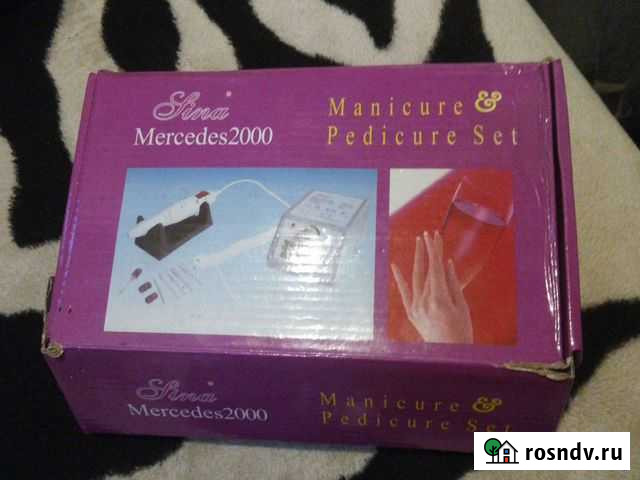 Sina
Mercedes2000
Manicure &
Pedicure Set
Sina
Mercedes2000
Manicure &
Pedicure Set
rosndv.ru